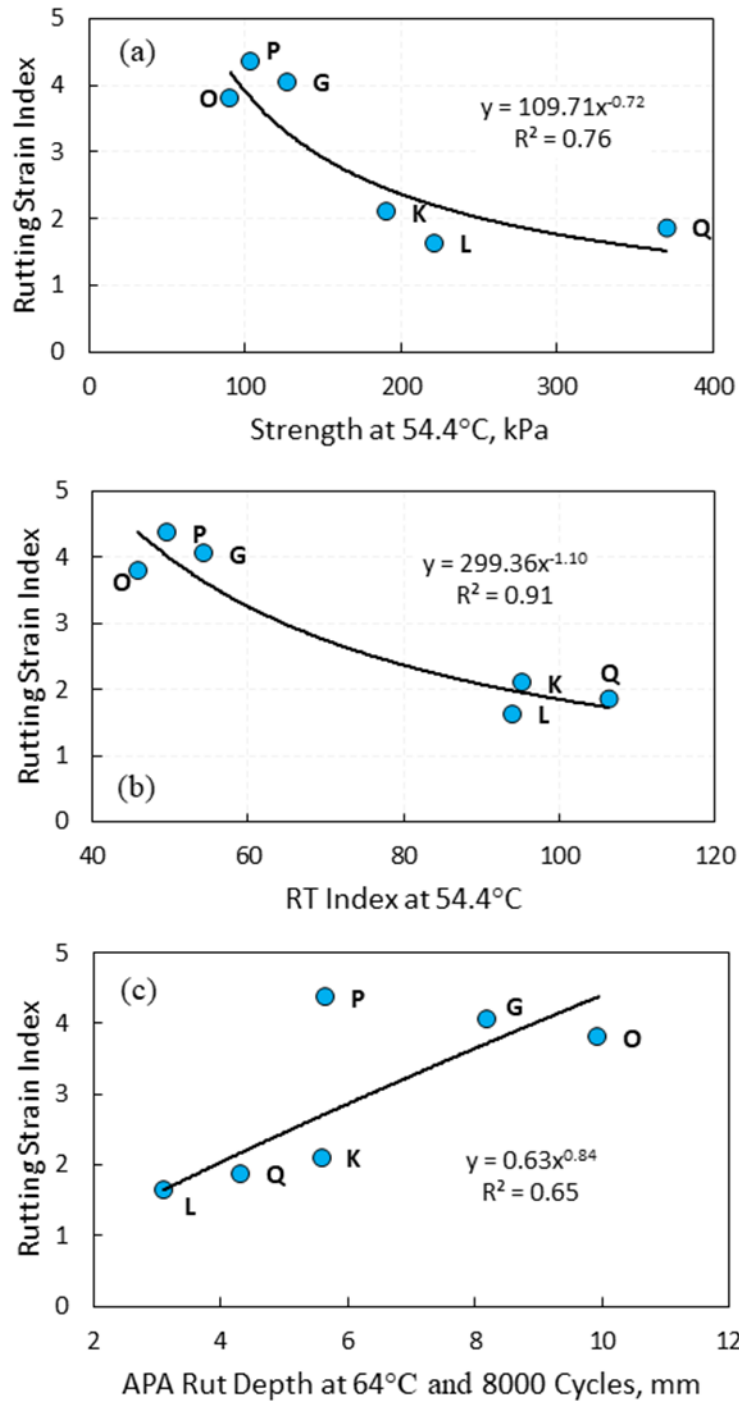 (a)
Rutting Strain Index
5
4
3
2
1
0
P
G
O
K
L
Q
y = 109.71x^-0.72
R² = 0.76
0 100 200 300 400
Strength at 54.4°C, kPa
Rutting Strain Index
5
4
3
2
1
0
P
G
O
K
Q
L
y = 299.36x^-1.10
R² = 0.91
(b)
40 60 80 100 120
RT Index at 54.4°C
(c)
Rutting Strain Index
5
4
3
2
1
0
P
G
O
K
Q
L
y = 0.63x^0.84
R² = 0.65
2 4 6 8 10 12
APA Rut Depth at 64°C and 8000 Cycles, mm